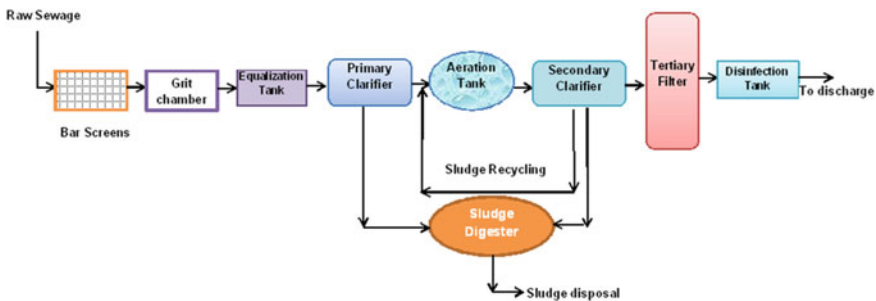 Raw Sewage
Bar Screens
Grit
chamber
Equalization
Tank
Primary
Clarifier
Aeration
Tank
Secondary
Clarifier
Tertiary
Filter
Disinfection
Tank
To discharge
Sludge Recycling
Sludge
Digester
Sludge disposal